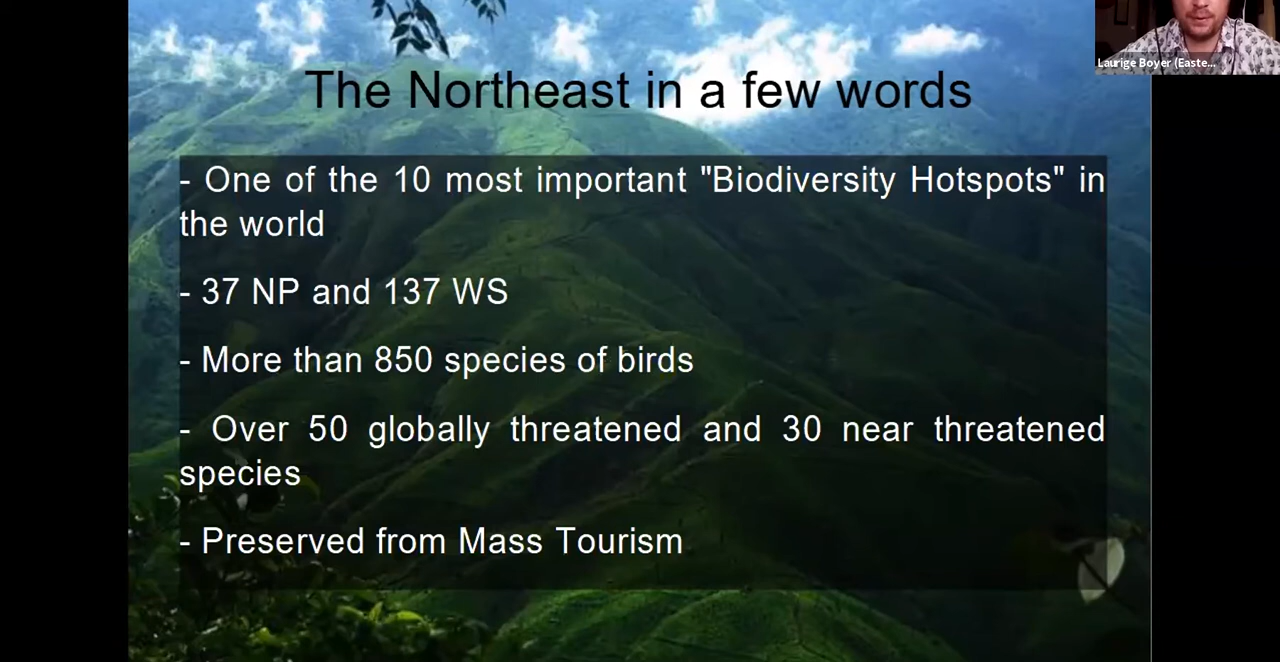 Laurige Boyer (Easte...
The Northeast in a few words
- One of the 10 most important "Biodiversity Hotspots" in
the world
- 37 NP and 137 WS
- More than 850 species of birds
- Over 50 globally threatened and 30 near threatened
species
- Preserved from Mass Tourism